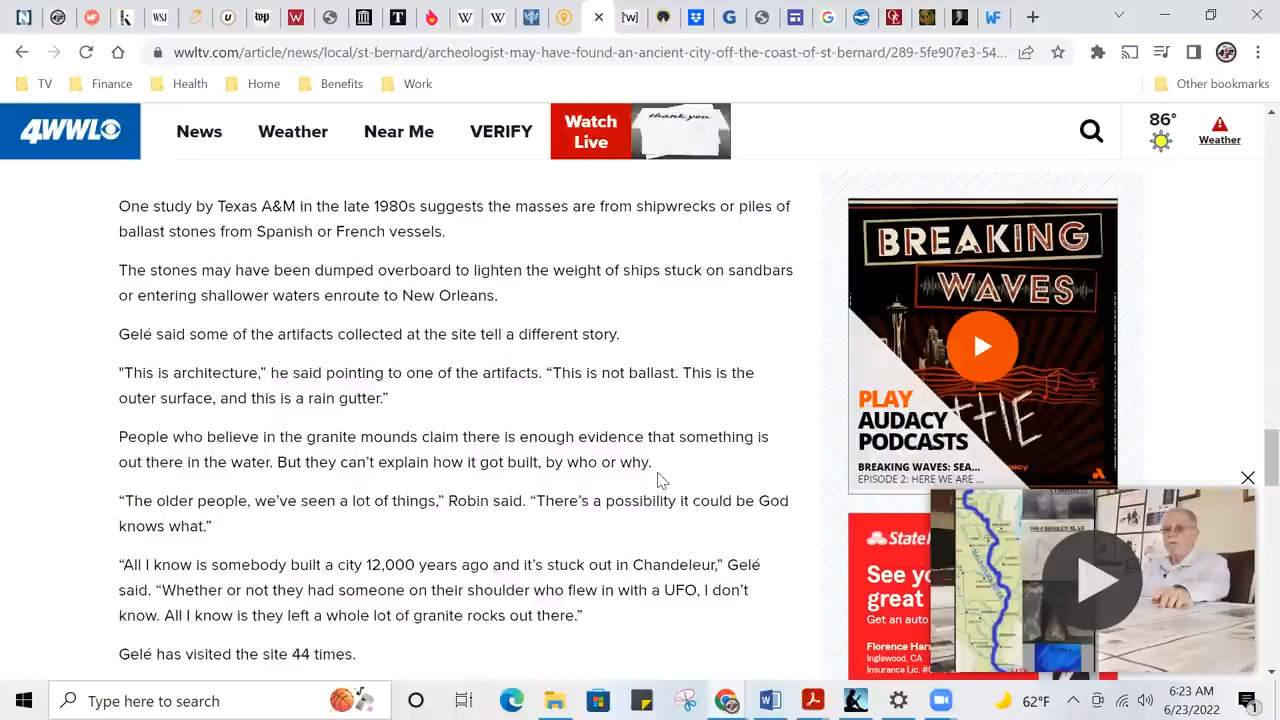 wwltv.com/article/news/local/st-bernard/archeologist-may-have-found-an-ancient-city-off-the-coast-of-st-bernard/289-5fe907e3-54...
TV Finance Health Home Benefits Work Other bookmarks
4WWL News Weather Near Me VERIFY Watch Live thank you 86° Weather
One study by Texas A&M in the late 1980s suggests the masses are from shipwrecks or piles of
ballast stones from Spanish or French vessels.
The stones may have been dumped overboard to lighten the weight of ships stuck on sandbars
or entering shallower waters enroute to New Orleans.
Gelé said some of the artifacts collected at the site tell a different story.
"This is architecture,” he said pointing to one of the artifacts. “This is not ballast. This is the
outer surface, and this is a rain gutter.”
People who believe in the granite mounds claim there is enough evidence that something is
out there in the water. But they can’t explain how it got built, by who or why.
“The older people, we’ve seen a lot of things,” Robin said. “There’s a possibility it could be God
knows what.”
“All I know is somebody built a city 12,000 years ago and it’s stuck out in Chandeleur,” Gelé
said. “Whether or not they had someone on their shoulder who flew in with a UFO, I don’t
know. All I know is they left a whole lot of granite rocks out there.”
Gelé has visited the site 44 times.
BREAKING
WAVES
PLAY
AUDACY
PODCASTS
BREAKING WAVES: SEA...
EPISODE 2: HERE WE ARE ...
State
See
great
Get an auto
Inglewood, CA
Insurance Lic.
BROKEN SLAB
Type here to search
62°F
6:23 AM
6/23/2022